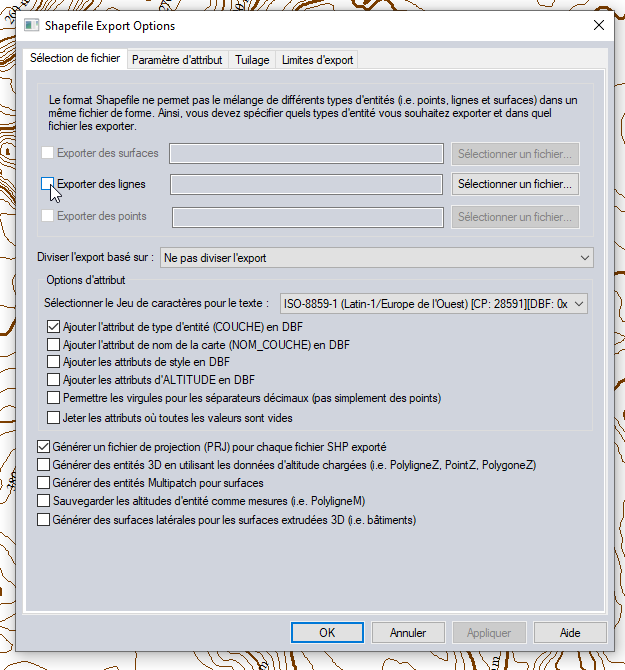 Shapefile Export Options
Sélection de fichier
Paramètre d'attribut
Tuilage
Limites d'export
Le format Shapefile ne permet pas le mélange de différents types d'entités (i.e. points, lignes et surfaces) dans un
même fichier de forme. Ainsi, vous devez spécifier quels types d'entité vous souhaitez exporter et dans quel
fichier les exporter.
Exporter des surfaces
Sélectionner un fichier...
Exporter des lignes
Sélectionner un fichier...
Exporter des points
Sélectionner un fichier...
Diviser l'export basé sur :
Ne pas diviser l'export
Options d'attribut
Sélectionner le Jeu de caractères pour le texte :
ISO-8859-1 (Latin-1/Europe de l'Ouest) [CP: 28591][DBF: 0x
Ajouter l'attribut de type d'entité (COUCHE) en DBF
Ajouter l'attribut de nom de la carte (NOM_COUCHE) en DBF
Ajouter les attributs de style en DBF
Ajouter les attributs d'ALTITUDE en DBF
Permettre les virgules pour les séparateurs décimaux (pas simplement des points)
Jeter les attributs où toutes les valeurs sont vides
Générer un fichier de projection (PRJ) pour chaque fichier SHP exporté
Générer des entités 3D en utilisant les données d'altitude chargées (i.e. PolyligneZ, PointZ, PolygoneZ)
Générer des entités Multipatch pour surfaces
Sauvegarder les altitudes d'entité comme mesures (i.e. PolyligneM)
Générer des surfaces latérales pour les surfaces extrudées 3D (i.e. bâtiments)
OK
Annuler
Appliquer
Aide